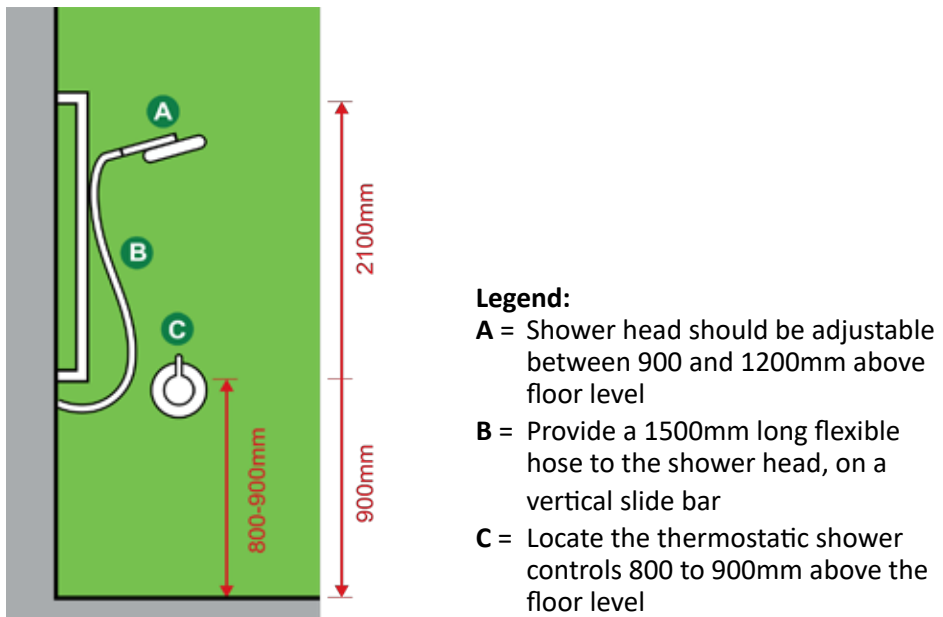 A
B
C
2100mm
800-900mm
900mm
Legend:
A = Shower head should be adjustable
between 900 and 1200mm above
floor level
B = Provide a 1500mm long flexible
hose to the shower head, on a
vertical slide bar
C = Locate the thermostatic shower
controls 800 to 900mm above the
floor level